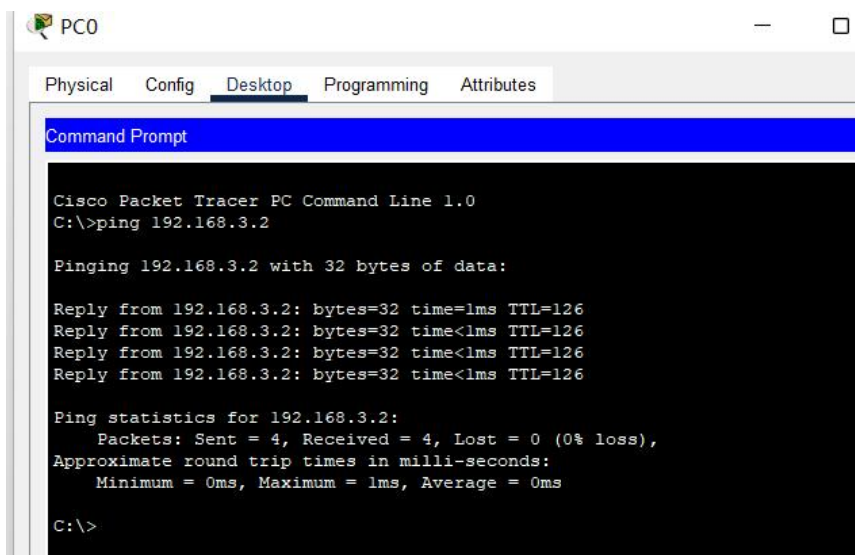 PC0
Physical Config Desktop Programming Attributes
Command Prompt
Cisco Packet Tracer PC Command Line 1.0
C:\>ping 192.168.3.2
Pinging 192.168.3.2 with 32 bytes of data:
Reply from 192.168.3.2: bytes=32 time=1ms TTL=126
Reply from 192.168.3.2: bytes=32 time<1ms TTL=126
Reply from 192.168.3.2: bytes=32 time<1ms TTL=126
Reply from 192.168.3.2: bytes=32 time<1ms TTL=126
Ping statistics for 192.168.3.2:
Packets: Sent = 4, Received = 4, Lost = 0 (0% loss),
Approximate round trip times in milli-seconds:
Minimum = 0ms, Maximum = 1ms, Average = 0ms
C:\>